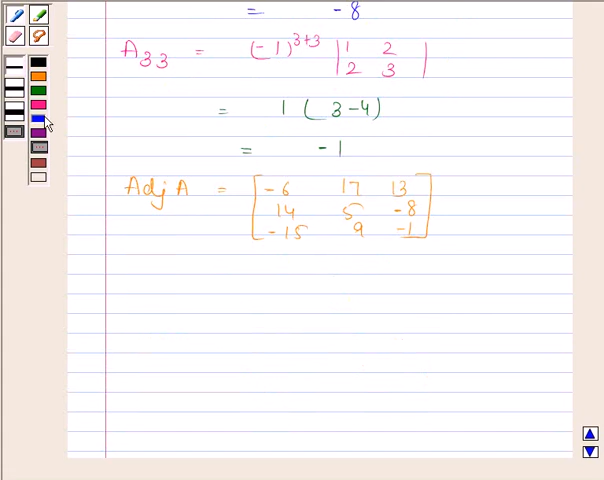 = -8
A33 = (-1)^3+3 | 1 2 |
| 2 3 |
= 1 ( 3-4)
= -1
Adj A = [ -6 17 13
14 5 -8
-15 9 -1 ]